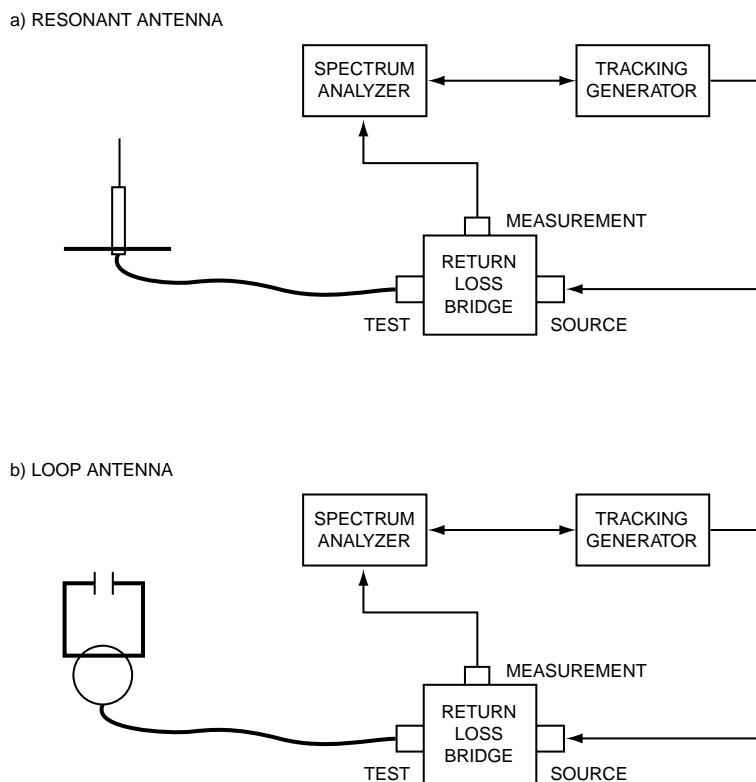 a) RESONANT ANTENNA
SPECTRUM
ANALYZER
TRACKING
GENERATOR
MEASUREMENT
RETURN
LOSS
BRIDGE
TEST
SOURCE
b) LOOP ANTENNA
SPECTRUM
ANALYZER
TRACKING
GENERATOR
MEASUREMENT
RETURN
LOSS
BRIDGE
TEST
SOURCE